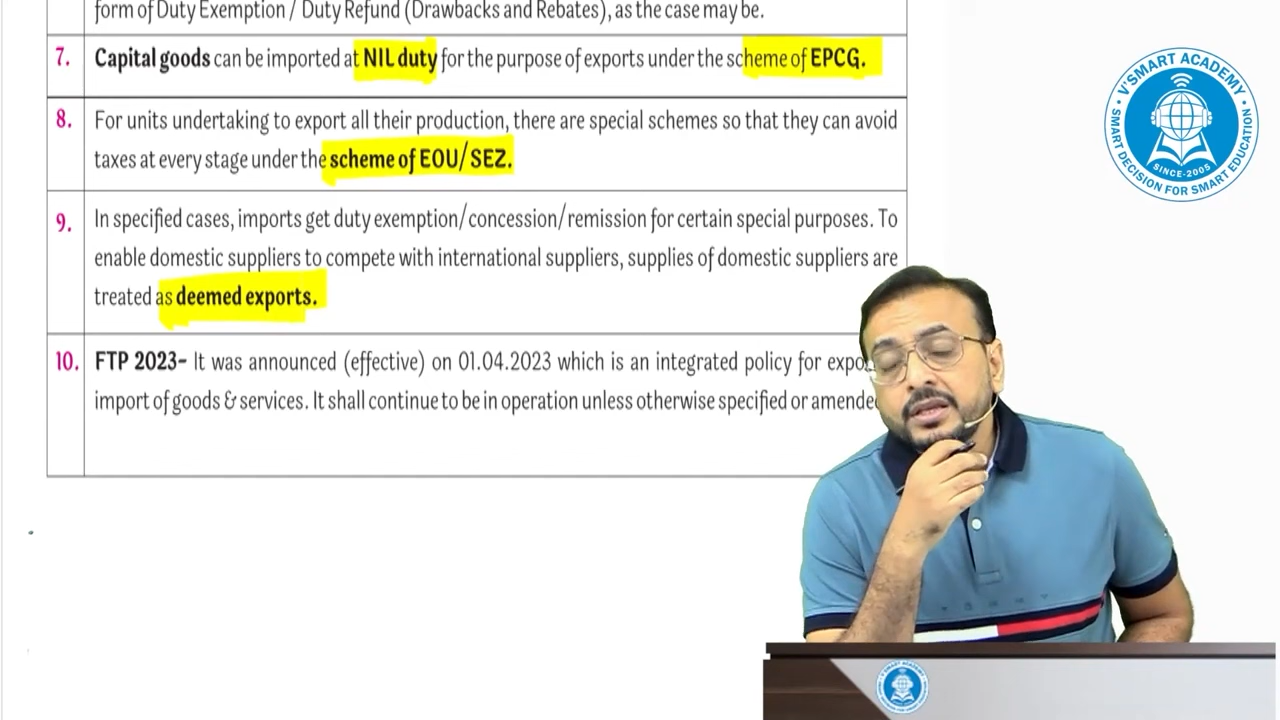 form of Duty Exemption / Duty Refund (Drawbacks and Rebates), as the case may be.
7. Capital goods can be imported at NIL duty for the purpose of exports under the scheme of EPCG.
8. For units undertaking to export all their production, there are special schemes so that they can avoid
taxes at every stage under the scheme of EOU/SEZ.
9. In specified cases, imports get duty exemption/concession/remission for certain special purposes. To
enable domestic suppliers to compete with international suppliers, supplies of domestic suppliers are
treated as deemed exports.
10. FTP 2023- It was announced (effective) on 01.04.2023 which is an integrated policy for expo
import of goods & services. It shall continue to be in operation unless otherwise specified or amende
V'SMART ACADEMY
SINCE-2005
SMART DECISION FOR SMART EDUCATION
V'SMART ACADEMY